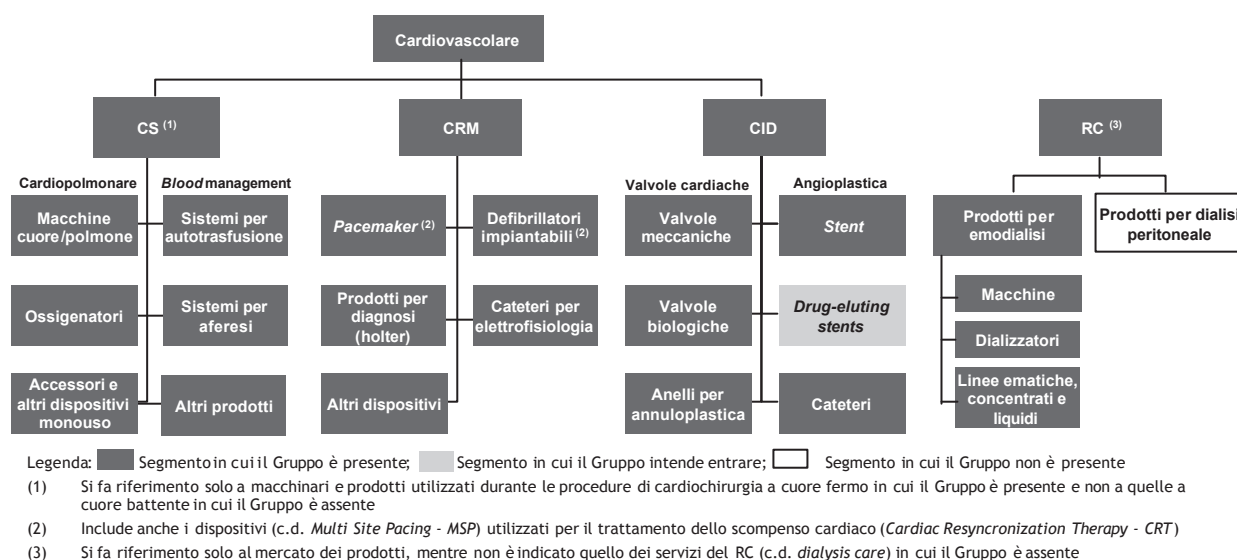 Cardiovascolare
CS (1)
CRM
CID
RC (3)
Cardiopolmonare
Blood management
Valvole cardiache
Angioplastica
Macchine
cuore/polmone
Sistemi per
autotrasfusione
Pacemaker (2)
Defibrillatori
impiantabili (2)
Valvole
meccaniche
Stent
Prodotti per
emodialisi
Prodotti per dialisi
peritoneale
Ossigenatori
Sistemi per
aferesi
Prodotti per
diagnosi
(holter)
Cateteri per
elettrofisiologia
Valvole
biologiche
Drug-eluting
stents
Macchine
Dializzatori
Accessori e
altri dispositivi
monouso
Altri prodotti
Altri dispositivi
Anelli per
annuloplastica
Cateteri
Linee ematiche,
concentrati e
liquidi
Legenda: Segmento in cui il Gruppo è presente; Segmento in cui il Gruppo intende entrare; Segmento in cui il Gruppo non è presente
(1) Si fa riferimento solo a macchinari e prodotti utilizzati durante le procedure di cardiochirurgia a cuore fermo in cui il Gruppo è presente e non a quelle a
cuore battente in cui il Gruppo è assente
(2) Include anche i dispositivi (c.d. Multi Site Pacing - MSP) utilizzati per il trattamento dello scompenso cardiaco (Cardiac Resyncronization Therapy - CRT)
(3) Si fa riferimento solo al mercato dei prodotti, mentre non è indicato quello dei servizi del RC (c.d. dialysis care) in cui il Gruppo è assente